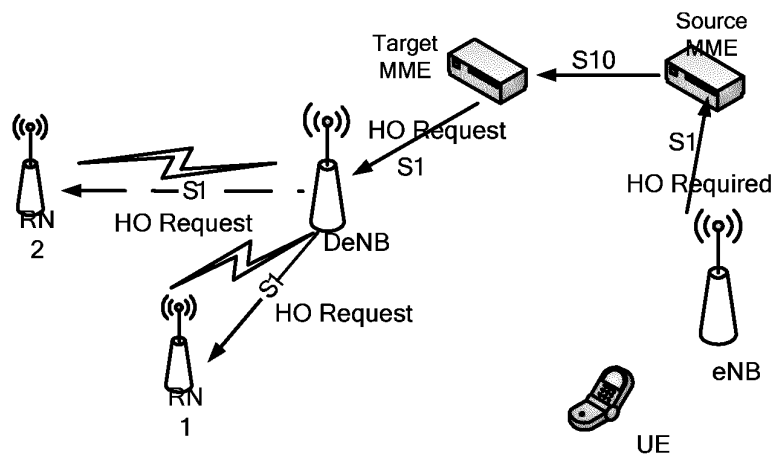 Source
MME
Target
MME
S10
HO Request
S1
S1
HO Required
S1
HO Request
RN
2
DeNB
S1
HO Request
RN
1
eNB
UE